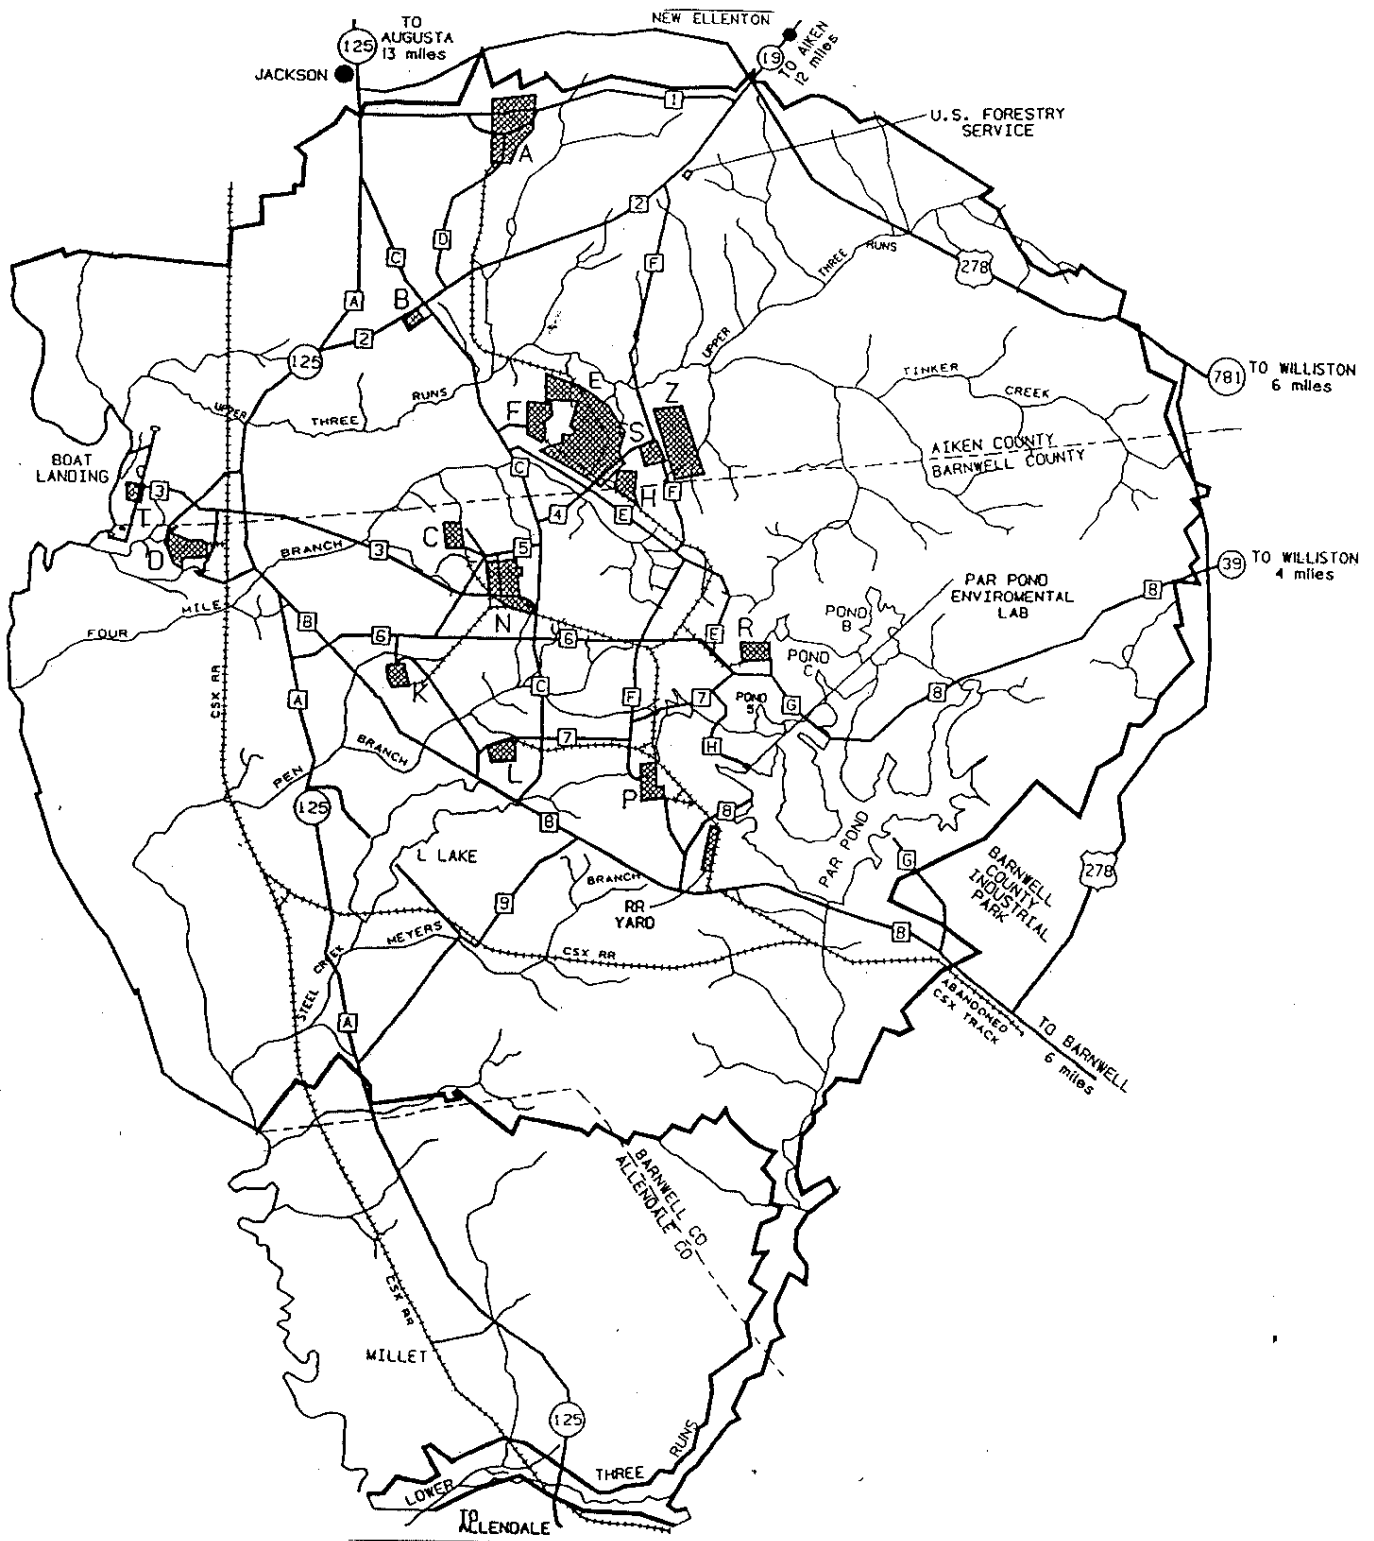 NEW ELLENTON
TO
AUGUSTA
13 miles
125
JACKSON
19
TO AIKEN
12 miles
U.S. FORESTRY
SERVICE
1
A
2
D
C
F
THREE
RUNS
278
A
B
2
125
UPPER
781
TO WILLISTON
6 miles
TINKER
CREEK
E
Z
F
S
UPPER
THREE
RUNS
AIKEN COUNTY
BARNWELL COUNTY
BOAT
LANDING
3
T
D
C
H
F
4
E
C
5
3
BRANCH
N
39
TO WILLISTON
4 miles
8
PAR POND
ENVIROMENTAL
LAB
FOUR
MILE
B
6
6
E
R
POND
B
POND
C
POND
5
K
C
F
7
G
8
H
CSX RR
A
PEN
BRANCH
7
L
P
125
B
8
L LAKE
PAR POND
G
BARNWELL
COUNTY
INDUSTRIAL
PARK
278
BRANCH
RR
YARD
9
8
STEEL
CREEK
MEYERS
CSX RR
A
ABANDONED
CSX TRACK
TO BARNWELL
6 miles
BARNWELL CO
ALLENDALE CO
CSX RR
MILLET
125
LOWER
THREE
RUNS
TO
ALLENDALE